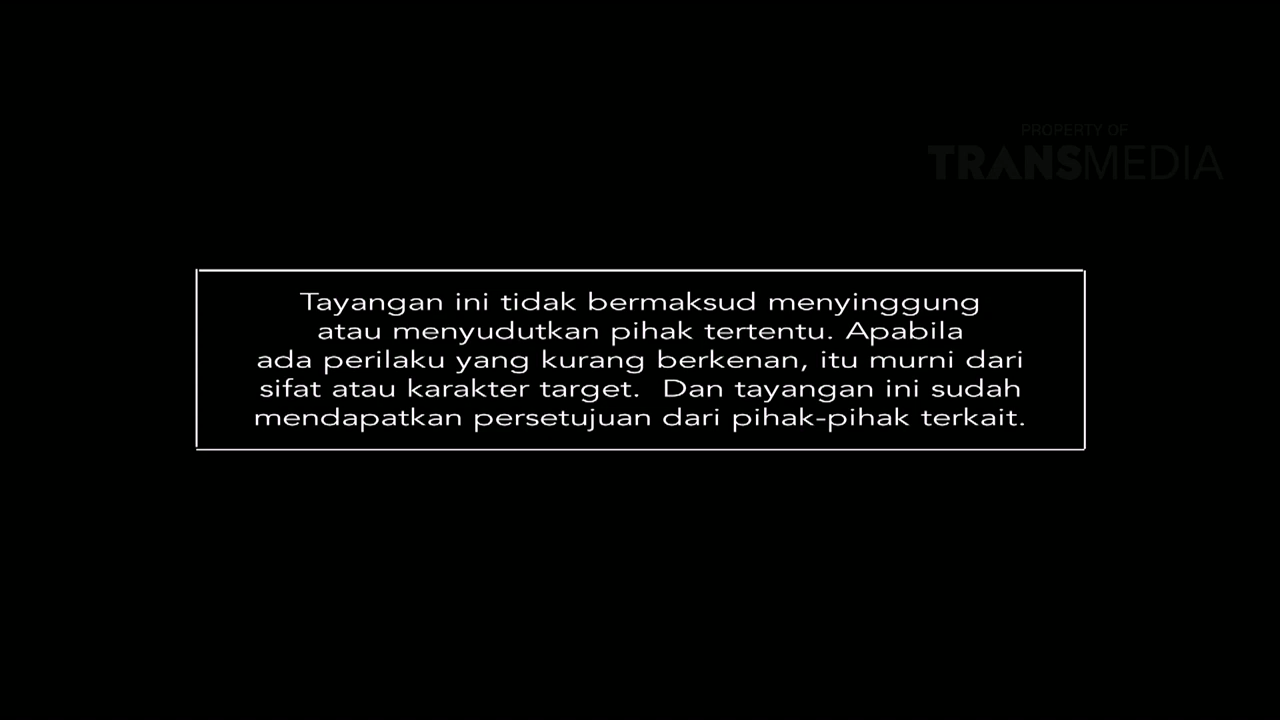 PROPERTY OF
TRANSMEDIA
Tayangan ini tidak bermaksud menyinggung
atau menyudutkan pihak tertentu. Apabila
ada perilaku yang kurang berkenan, itu murni dari
sifat atau karakter target. Dan tayangan ini sudah
mendapatkan persetujuan dari pihak-pihak terkait.